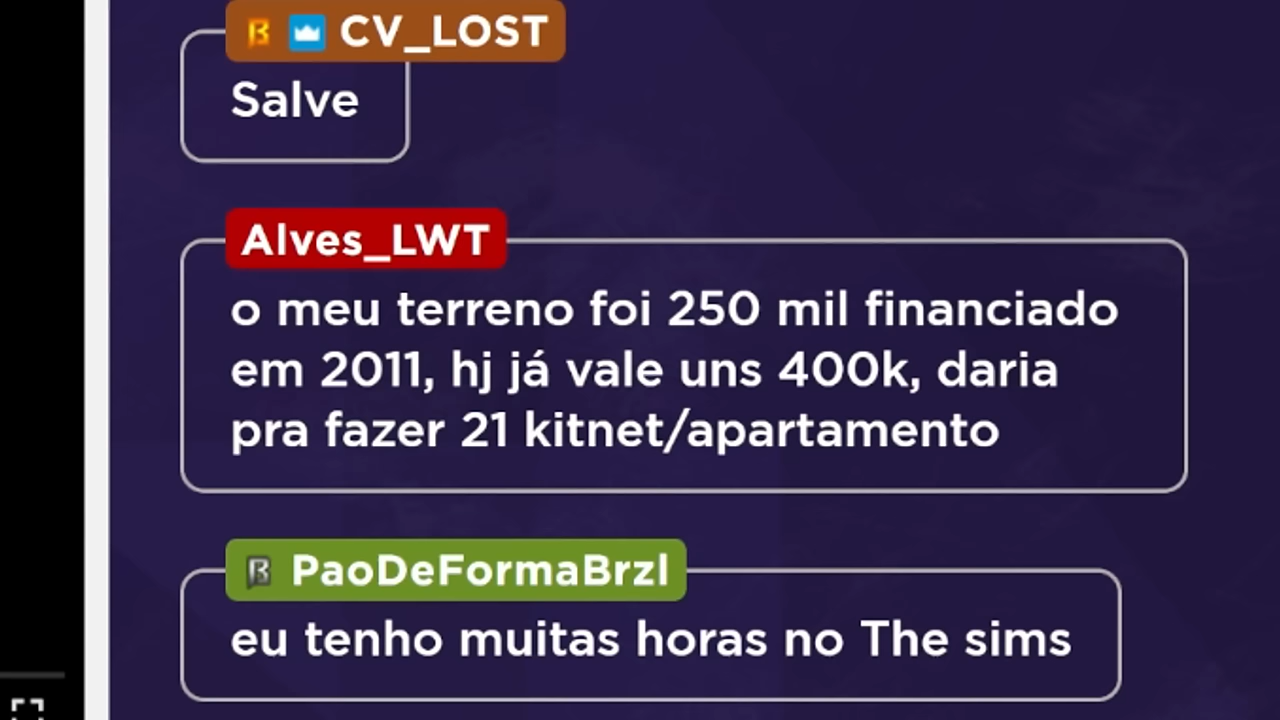 CV_LOST
Salve
Alves_LWT
o meu terreno foi 250 mil financiado
em 2011, hj já vale uns 400k, daria
pra fazer 21 kitnet/apartamento
PaoDeFormaBrzl
eu tenho muitas horas no The sims